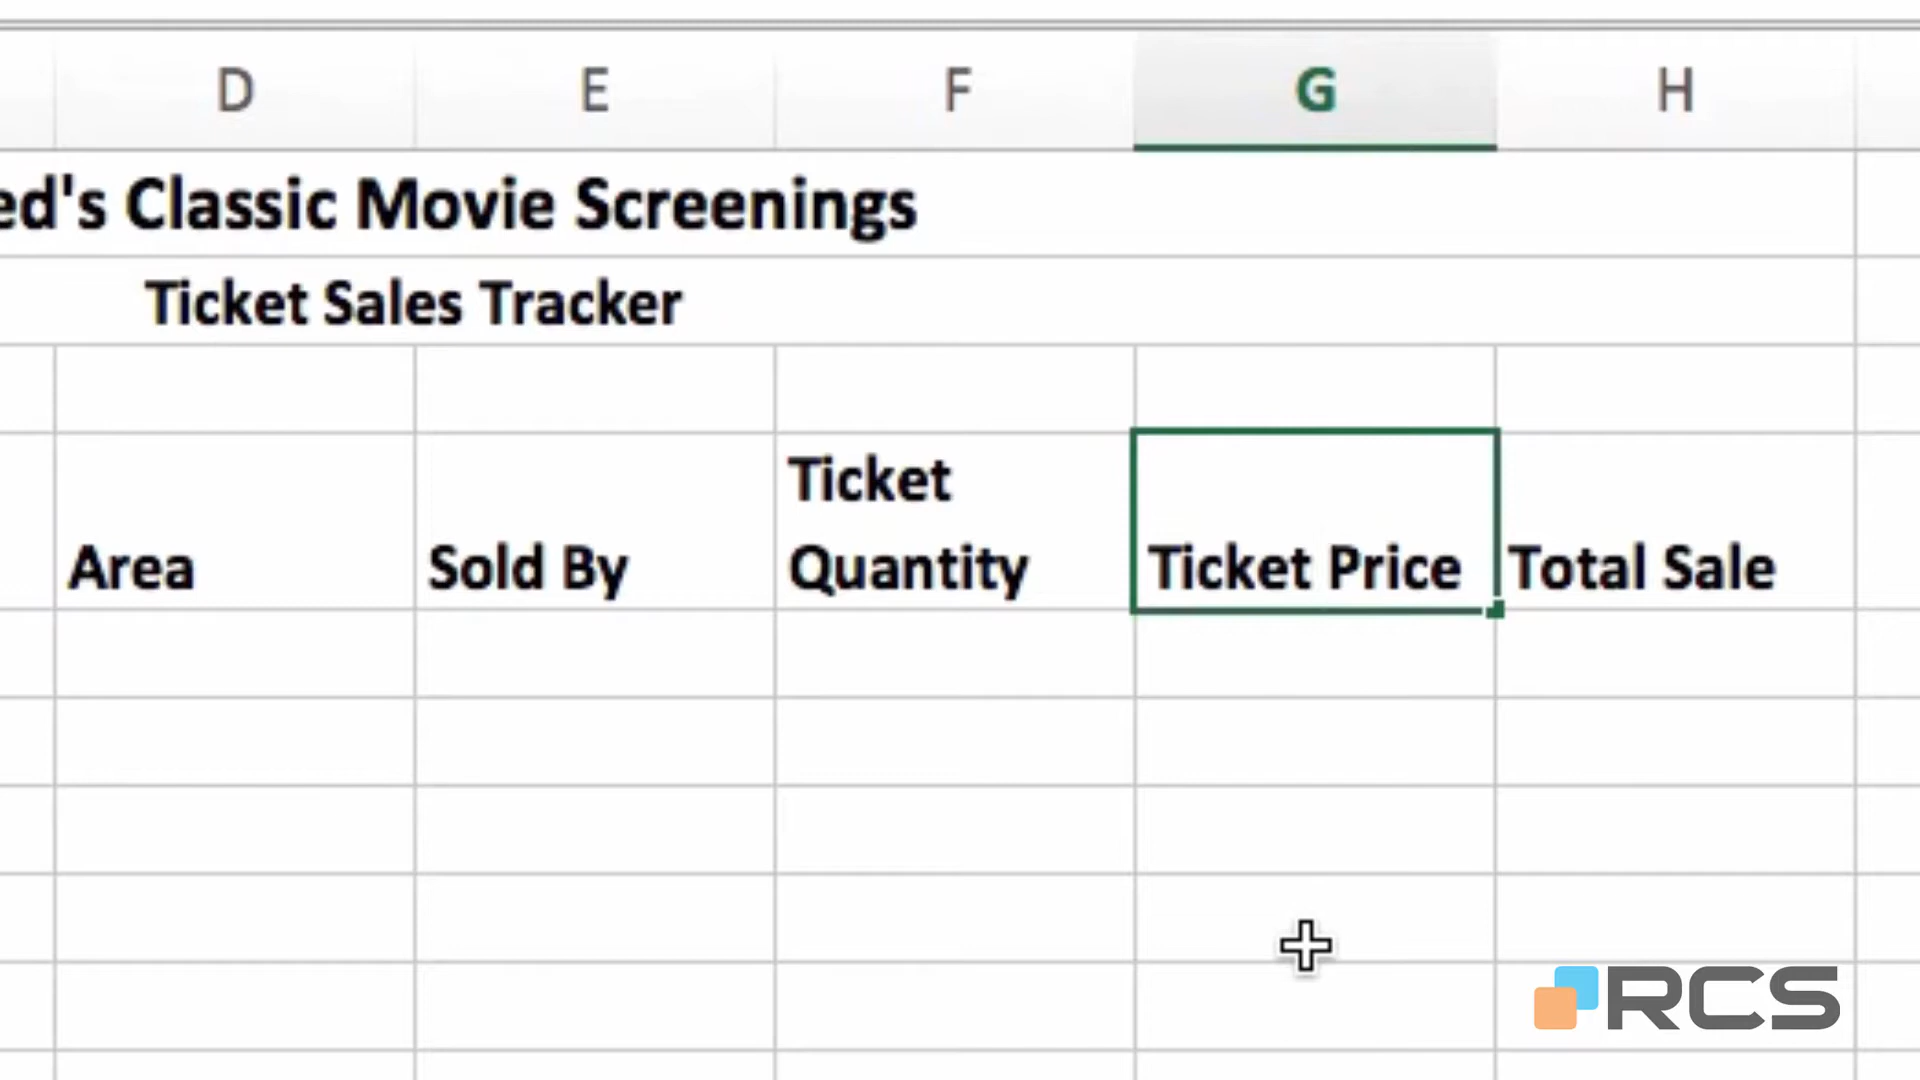 D E F G H
ed's Classic Movie Screenings
Ticket Sales Tracker
Area Sold By Ticket Quantity Ticket Price Total Sale
RCS